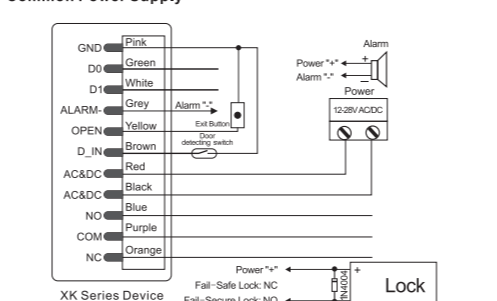 Common Power Supply
GND Pink
D0 Green
D1 White
ALARM- Grey Alarm "-"
OPEN Yellow
Exit Button
D_IN Brown
Door
detecting switch
AC&DC Red
AC&DC Black
NO Blue
COM Purple
NC Orange
XK Series Device
Alarm
Power "+" +
Alarm "-" −
Power
12-28V AC/DC
Power "+" +
Fail-Safe Lock: NC
Fail-Secure Lock: NO
1N4004
Lock